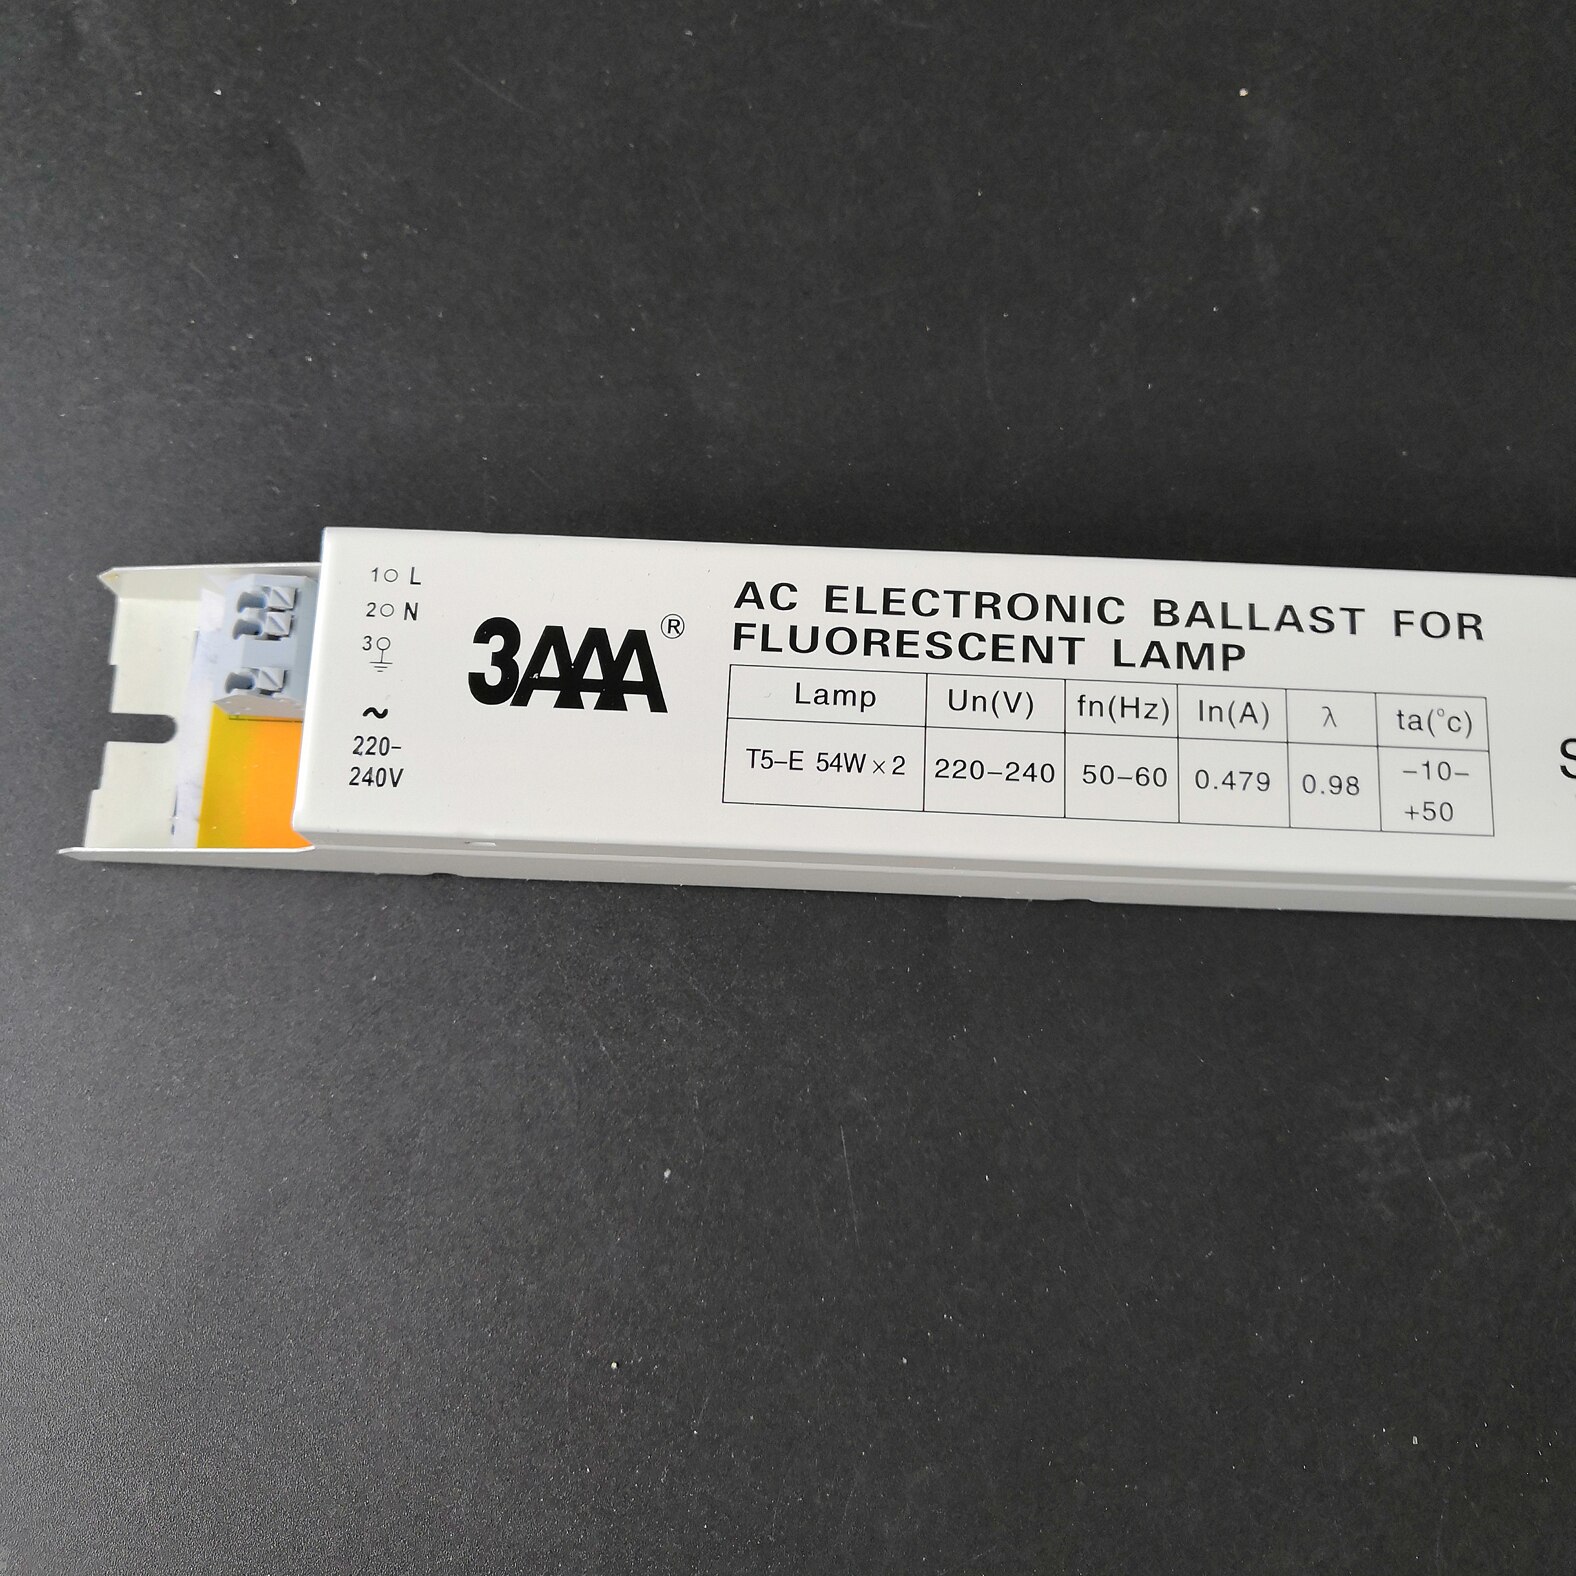 1○ L
2○ N
3
~
220-
240V
3AAA®
AC ELECTRONIC BALLAST FOR
FLUORESCENT LAMP
Lamp Un(V) fn(Hz) In(A) λ ta(°c)
T5-E 54W×2 220-240 50-60 0.479 0.98 -10-
+50